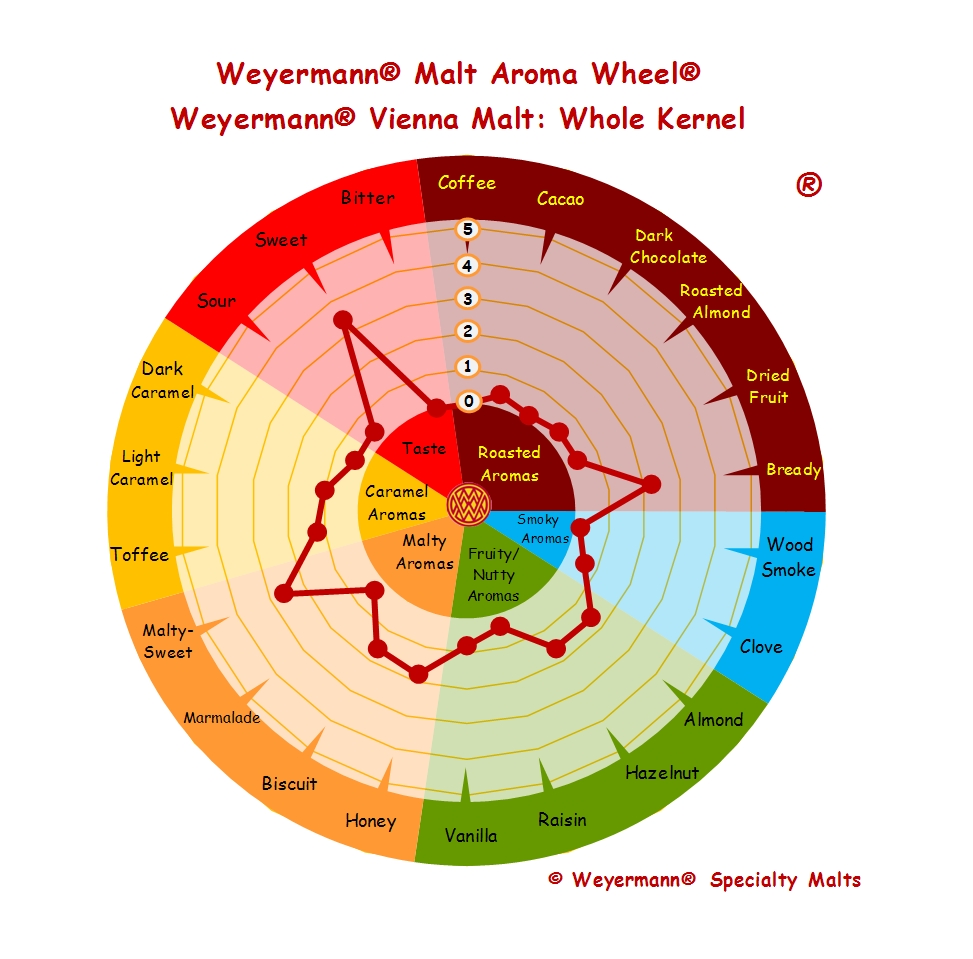 Weyermann® Malt Aroma Wheel®
Weyermann® Vienna Malt: Whole Kernel
®
Coffee
Cacao
Dark
Chocolate
Roasted
Almond
Dried
Fruit
Bready
Wood
Smoke
Clove
Almond
Hazelnut
Raisin
Vanilla
Honey
Biscuit
Marmalade
Malty-
Sweet
Toffee
Light
Caramel
Dark
Caramel
Sour
Sweet
Bitter
5
4
3
2
1
0
Taste
Roasted
Aromas
Caramel
Aromas
Smoky
Aromas
Malty
Aromas
Fruity/
Nutty
Aromas
© Weyermann® Specialty Malts